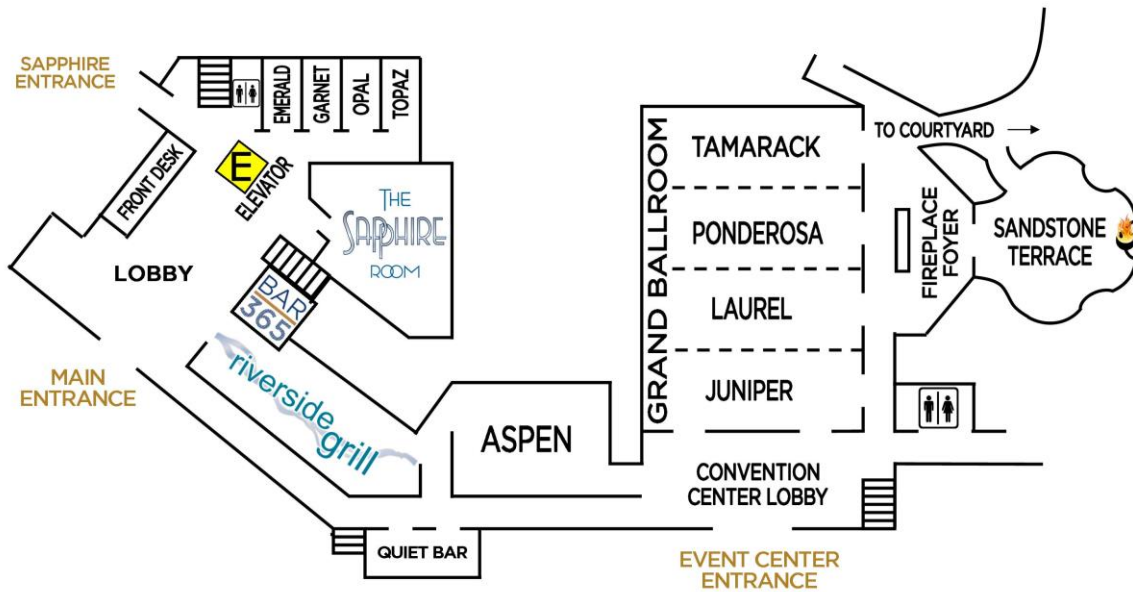 SAPPHIRE
ENTRANCE
EMERALD
GARNET
OPAL
TOPAZ
FRONT DESK
E
ELEVATOR
THE
SAPPHIRE
ROOM
LOBBY
BAR
365
MAIN
ENTRANCE
riverside
grill
ASPEN
QUIET BAR
GRAND BALLROOM
TAMARACK
PONDEROSA
LAUREL
JUNIPER
TO COURTYARD
FIREPLACE
FOYER
SANDSTONE
TERRACE
CONVENTION
CENTER LOBBY
EVENT CENTER
ENTRANCE